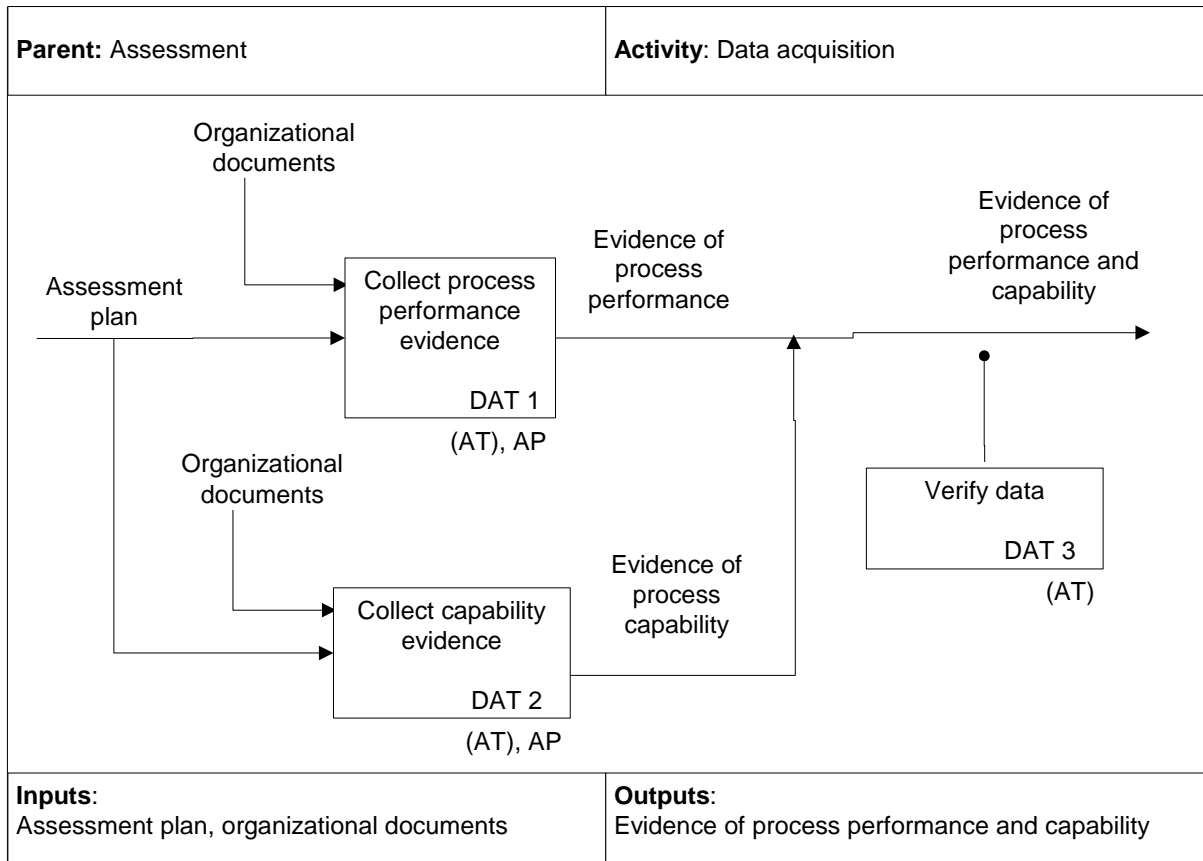 Parent: Assessment
Activity: Data acquisition
Organizational
documents
Assessment
plan
Collect process
performance
evidence
DAT 1
(AT), AP
Evidence of
process
performance
Evidence of
process
performance and
capability
Organizational
documents
Collect capability
evidence
DAT 2
(AT), AP
Evidence of
process
capability
Verify data
DAT 3
(AT)
Inputs:
Assessment plan, organizational documents
Outputs:
Evidence of process performance and capability